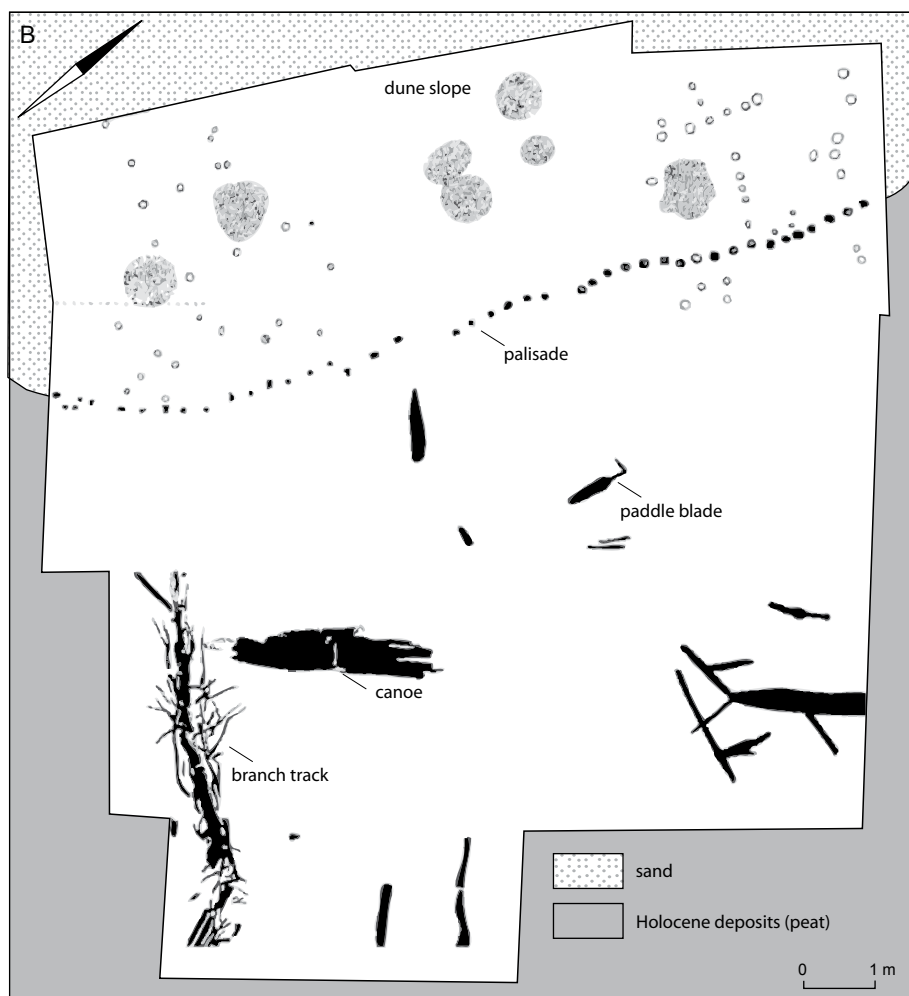 B
dune slope
palisade
paddle blade
canoe
branch track
sand
Holocene deposits (peat)
0 1 m